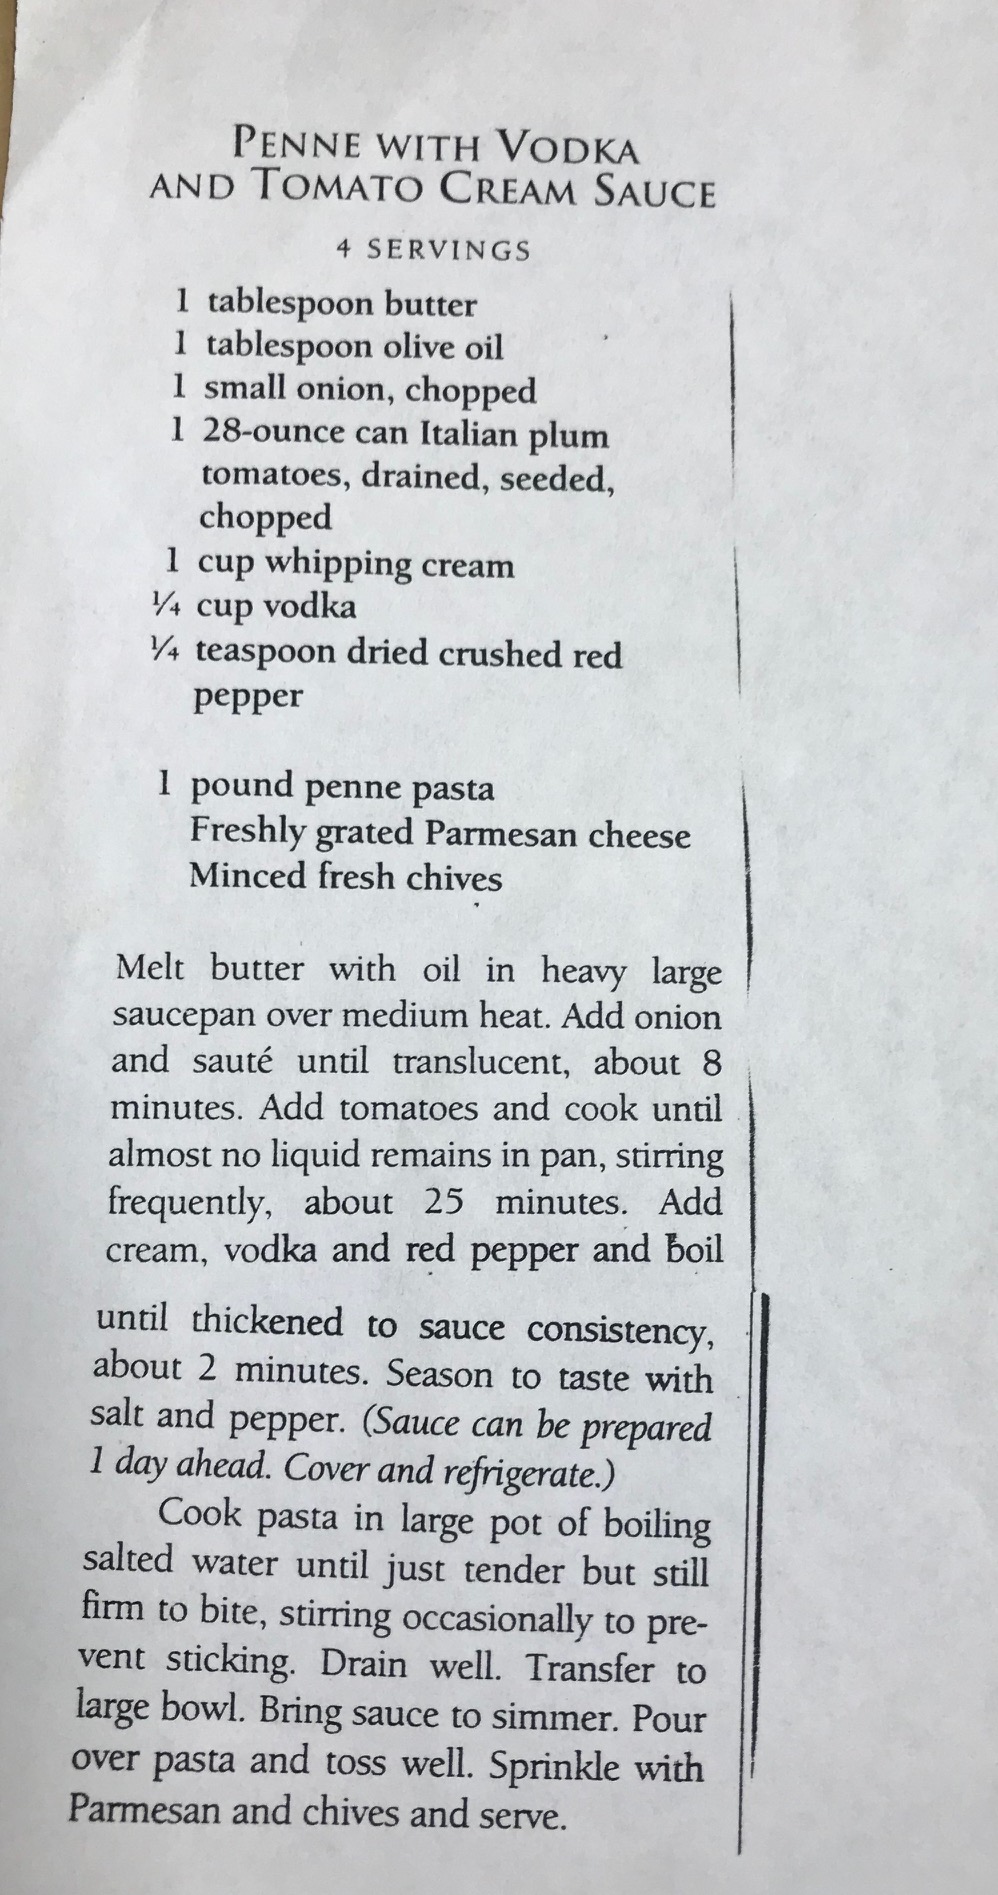 PENNE WITH VODKA
AND TOMATO CREAM SAUCE
4 SERVINGS
1 tablespoon butter
1 tablespoon olive oil
1 small onion, chopped
1 28-ounce can Italian plum
tomatoes, drained, seeded,
chopped
1 cup whipping cream
¼ cup vodka
¼ teaspoon dried crushed red
pepper
1 pound penne pasta
Freshly grated Parmesan cheese
Minced fresh chives
Melt butter with oil in heavy large
saucepan over medium heat. Add onion
and sauté until translucent, about 8
minutes. Add tomatoes and cook until
almost no liquid remains in pan, stirring
frequently, about 25 minutes. Add
cream, vodka and red pepper and boil
until thickened to sauce consistency,
about 2 minutes. Season to taste with
salt and pepper. (Sauce can be prepared
1 day ahead. Cover and refrigerate.)
Cook pasta in large pot of boiling
salted water until just tender but still
firm to bite, stirring occasionally to pre-
vent sticking. Drain well. Transfer to
large bowl. Bring sauce to simmer. Pour
over pasta and toss well. Sprinkle with
Parmesan and chives and serve.